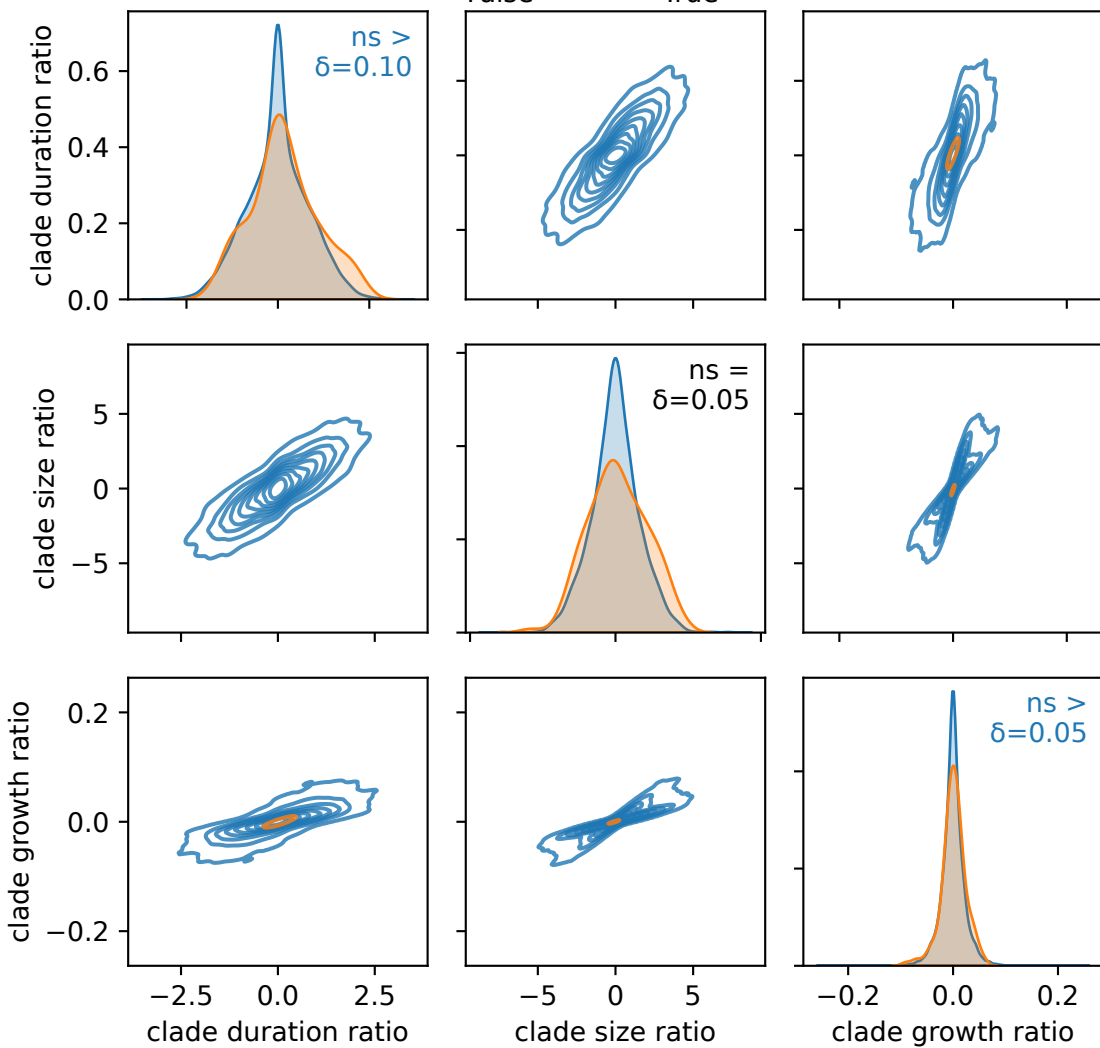 ns >
δ=0.10
clade duration ratio
0.6
0.4
0.2
0.0
ns =
δ=0.05
clade size ratio
5
0
−5
ns >
δ=0.05
clade growth ratio
0.2
0.0
−0.2
−2.5 0.0 2.5
−5 0 5
−0.2 0.0 0.2
clade duration ratio
clade size ratio
clade growth ratio